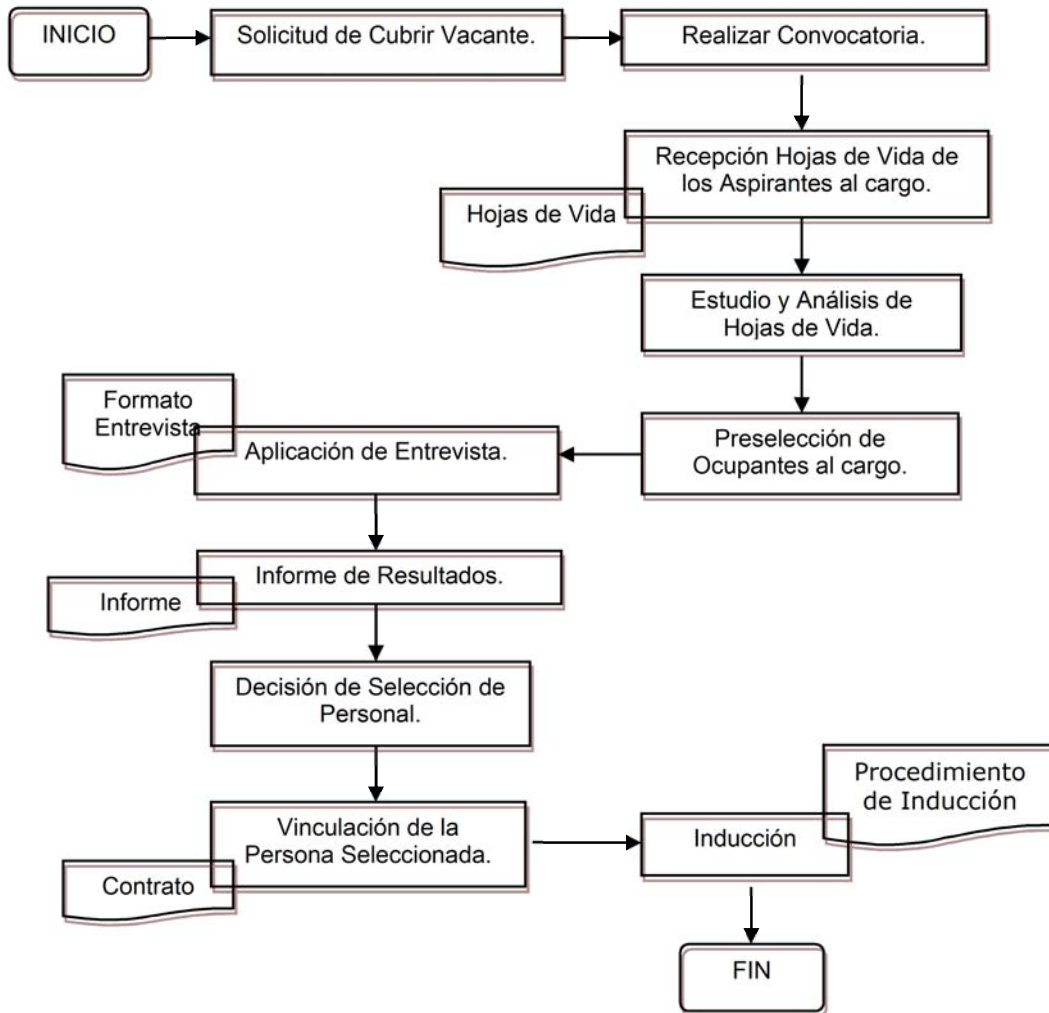 INICIO
Solicitud de Cubrir Vacante.
Realizar Convocatoria.
Recepción Hojas de Vida de
los Aspirantes al cargo.
Hojas de Vida
Estudio y Análisis de
Hojas de Vida.
Preselección de
Ocupantes al cargo.
Formato
Entrevista
Aplicación de Entrevista.
Informe de Resultados.
Informe
Decisión de Selección de
Personal.
Vinculación de la
Persona Seleccionada.
Contrato
Inducción
Procedimiento
de Inducción
FIN